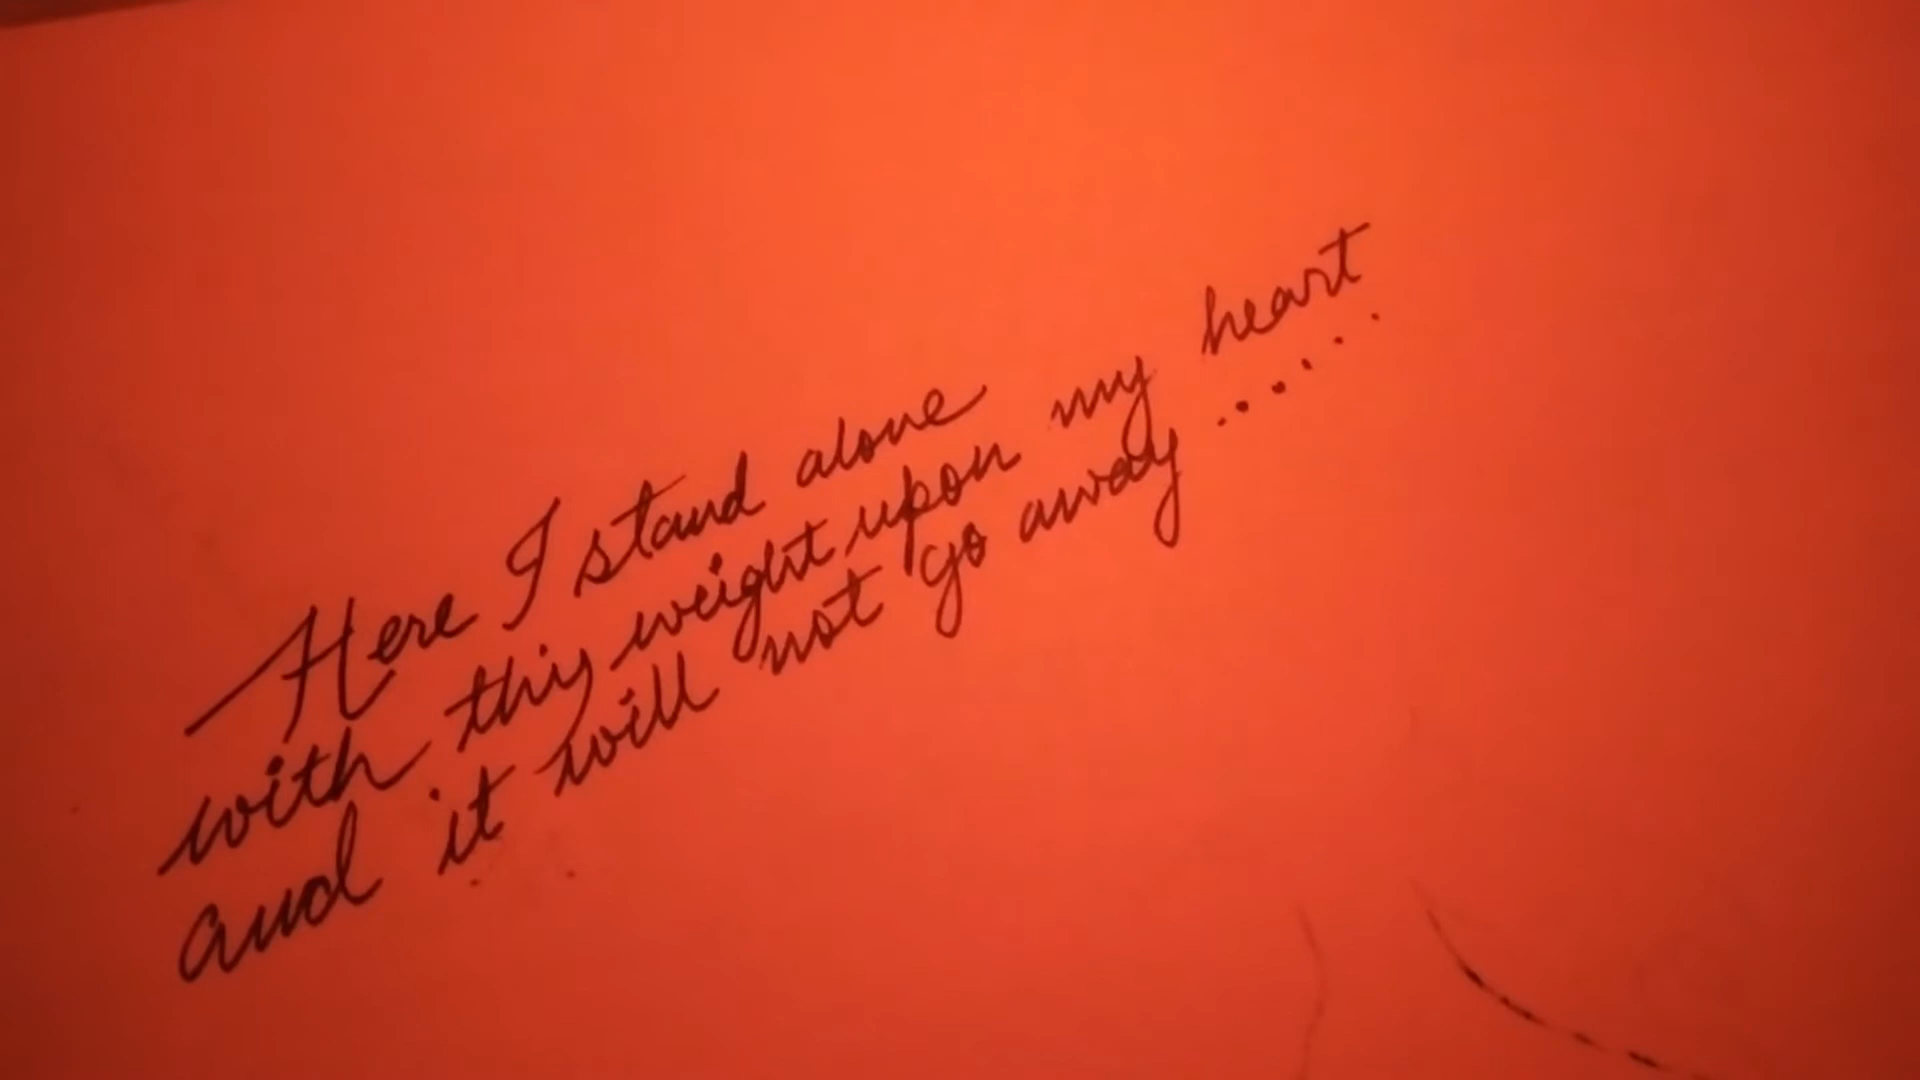 Here I stand alone
with this weight upon my heart
and it will not go away ......